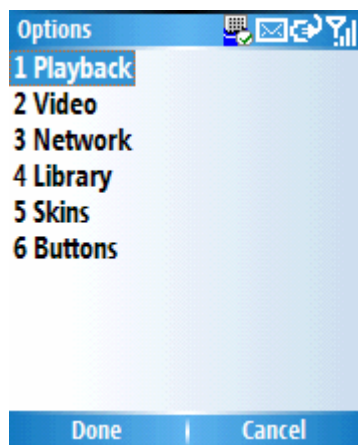 Options
1 Playback
2 Video
3 Network
4 Library
5 Skins
6 Buttons
Done Cancel